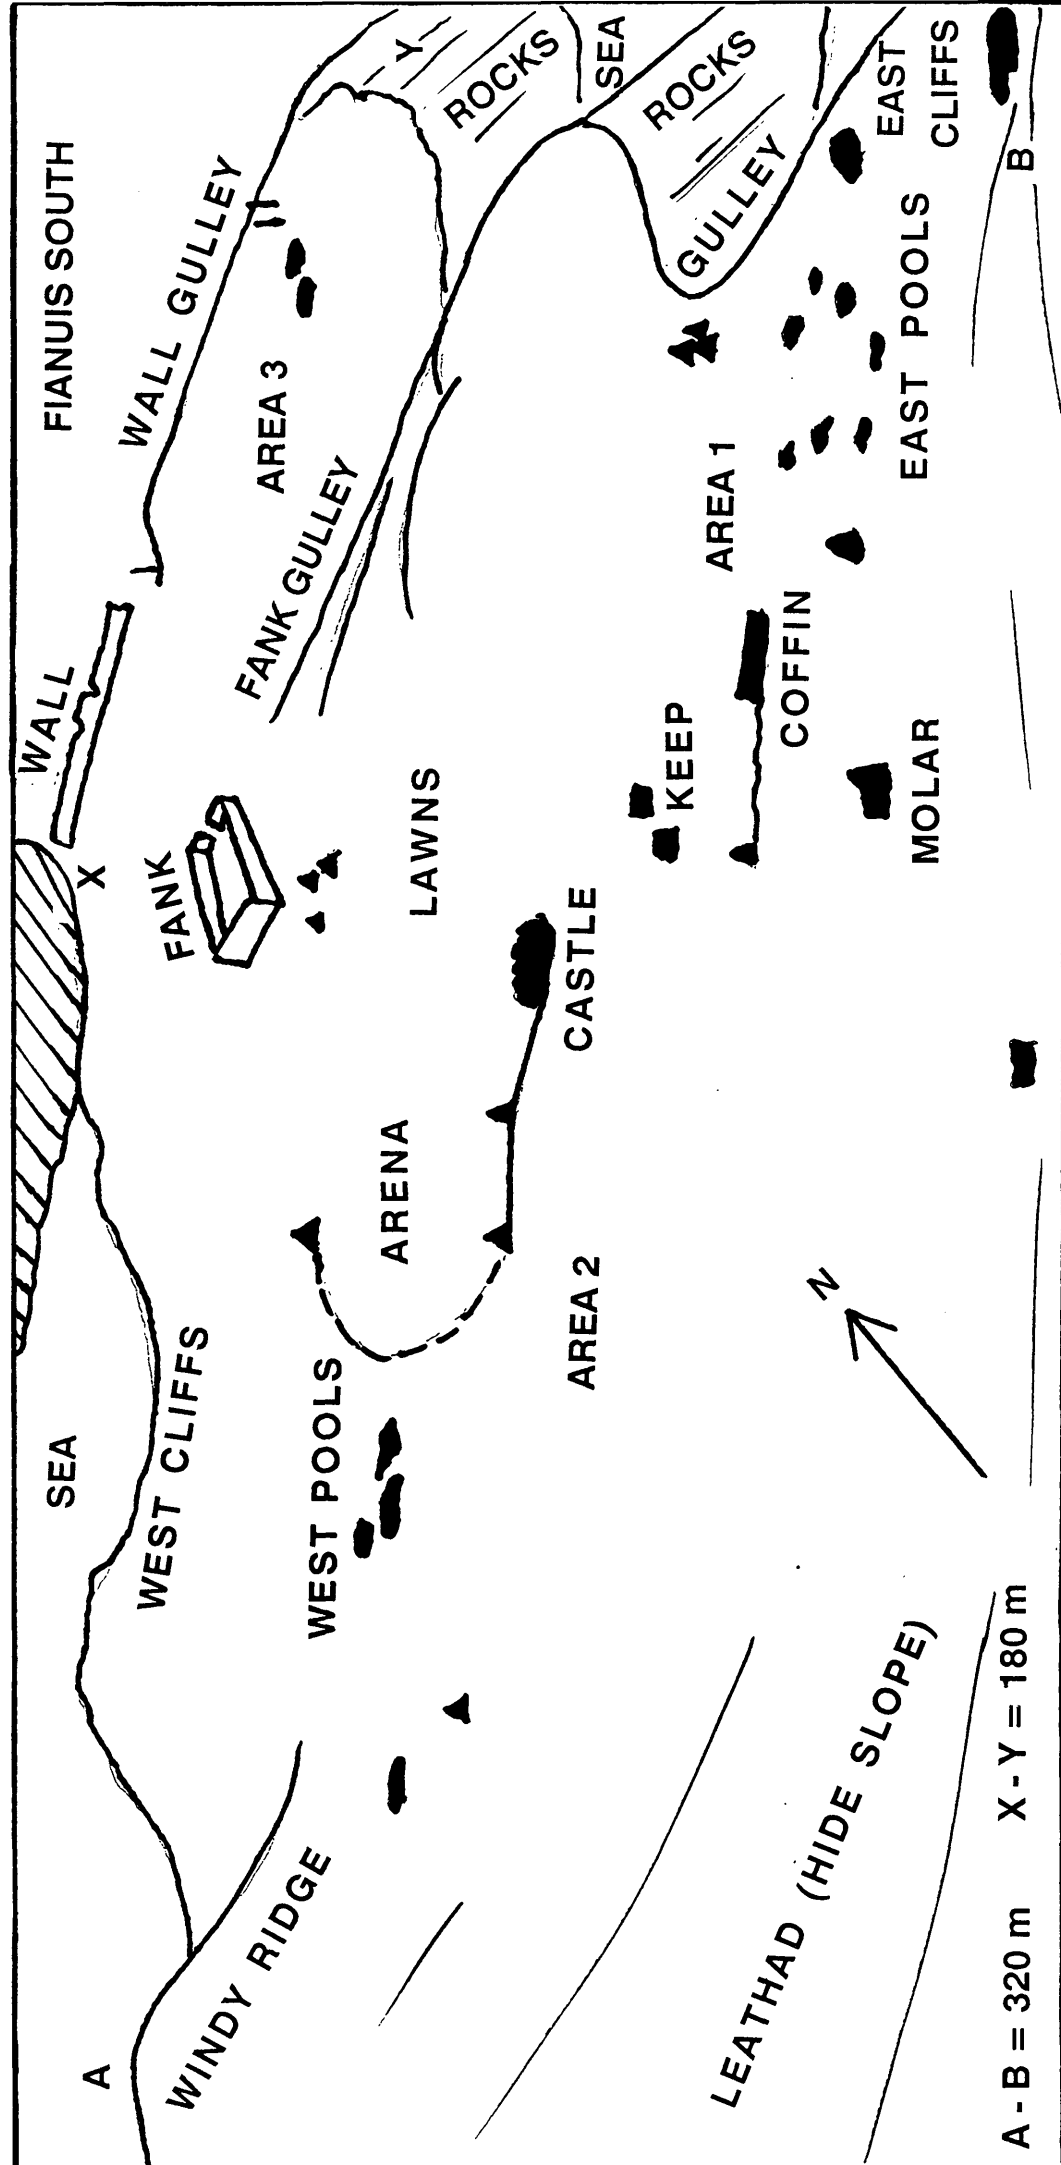 FIANUIS SOUTH
WALL
WALL GULLEY
X
Y
ROCKS
SEA
ROCKS
FANK
AREA 3
FANK GULLEY
GULLEY
EAST
CLIFFS
SEA
WEST CLIFFS
LAWNS
ARENA
WEST POOLS
CASTLE
AREA 2
KEEP
AREA 1
COFFIN
MOLAR
EAST POOLS
B
A
WINDY RIDGE
N
LEATHAD (HIDE SLOPE)
A - B = 320 m X - Y = 180 m